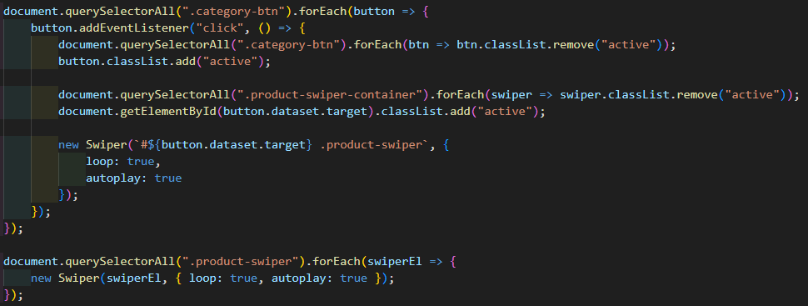 document.querySelectorAll(".category-btn").forEach(button => {
    button.addEventListener("click", () => {
        document.querySelectorAll(".category-btn").forEach(btn => btn.classList.remove("active"));
        button.classList.add("active");

        document.querySelectorAll(".product-swiper-container").forEach(swiper => swiper.classList.remove("active"));
        document.getElementById(button.dataset.target).classList.add("active");

        new Swiper(`#${button.dataset.target} .product-swiper`, {
            loop: true,
            autoplay: true
        });
    });
});

document.querySelectorAll(".product-swiper").forEach(swiperEl => {
    new Swiper(swiperEl, { loop: true, autoplay: true });
});